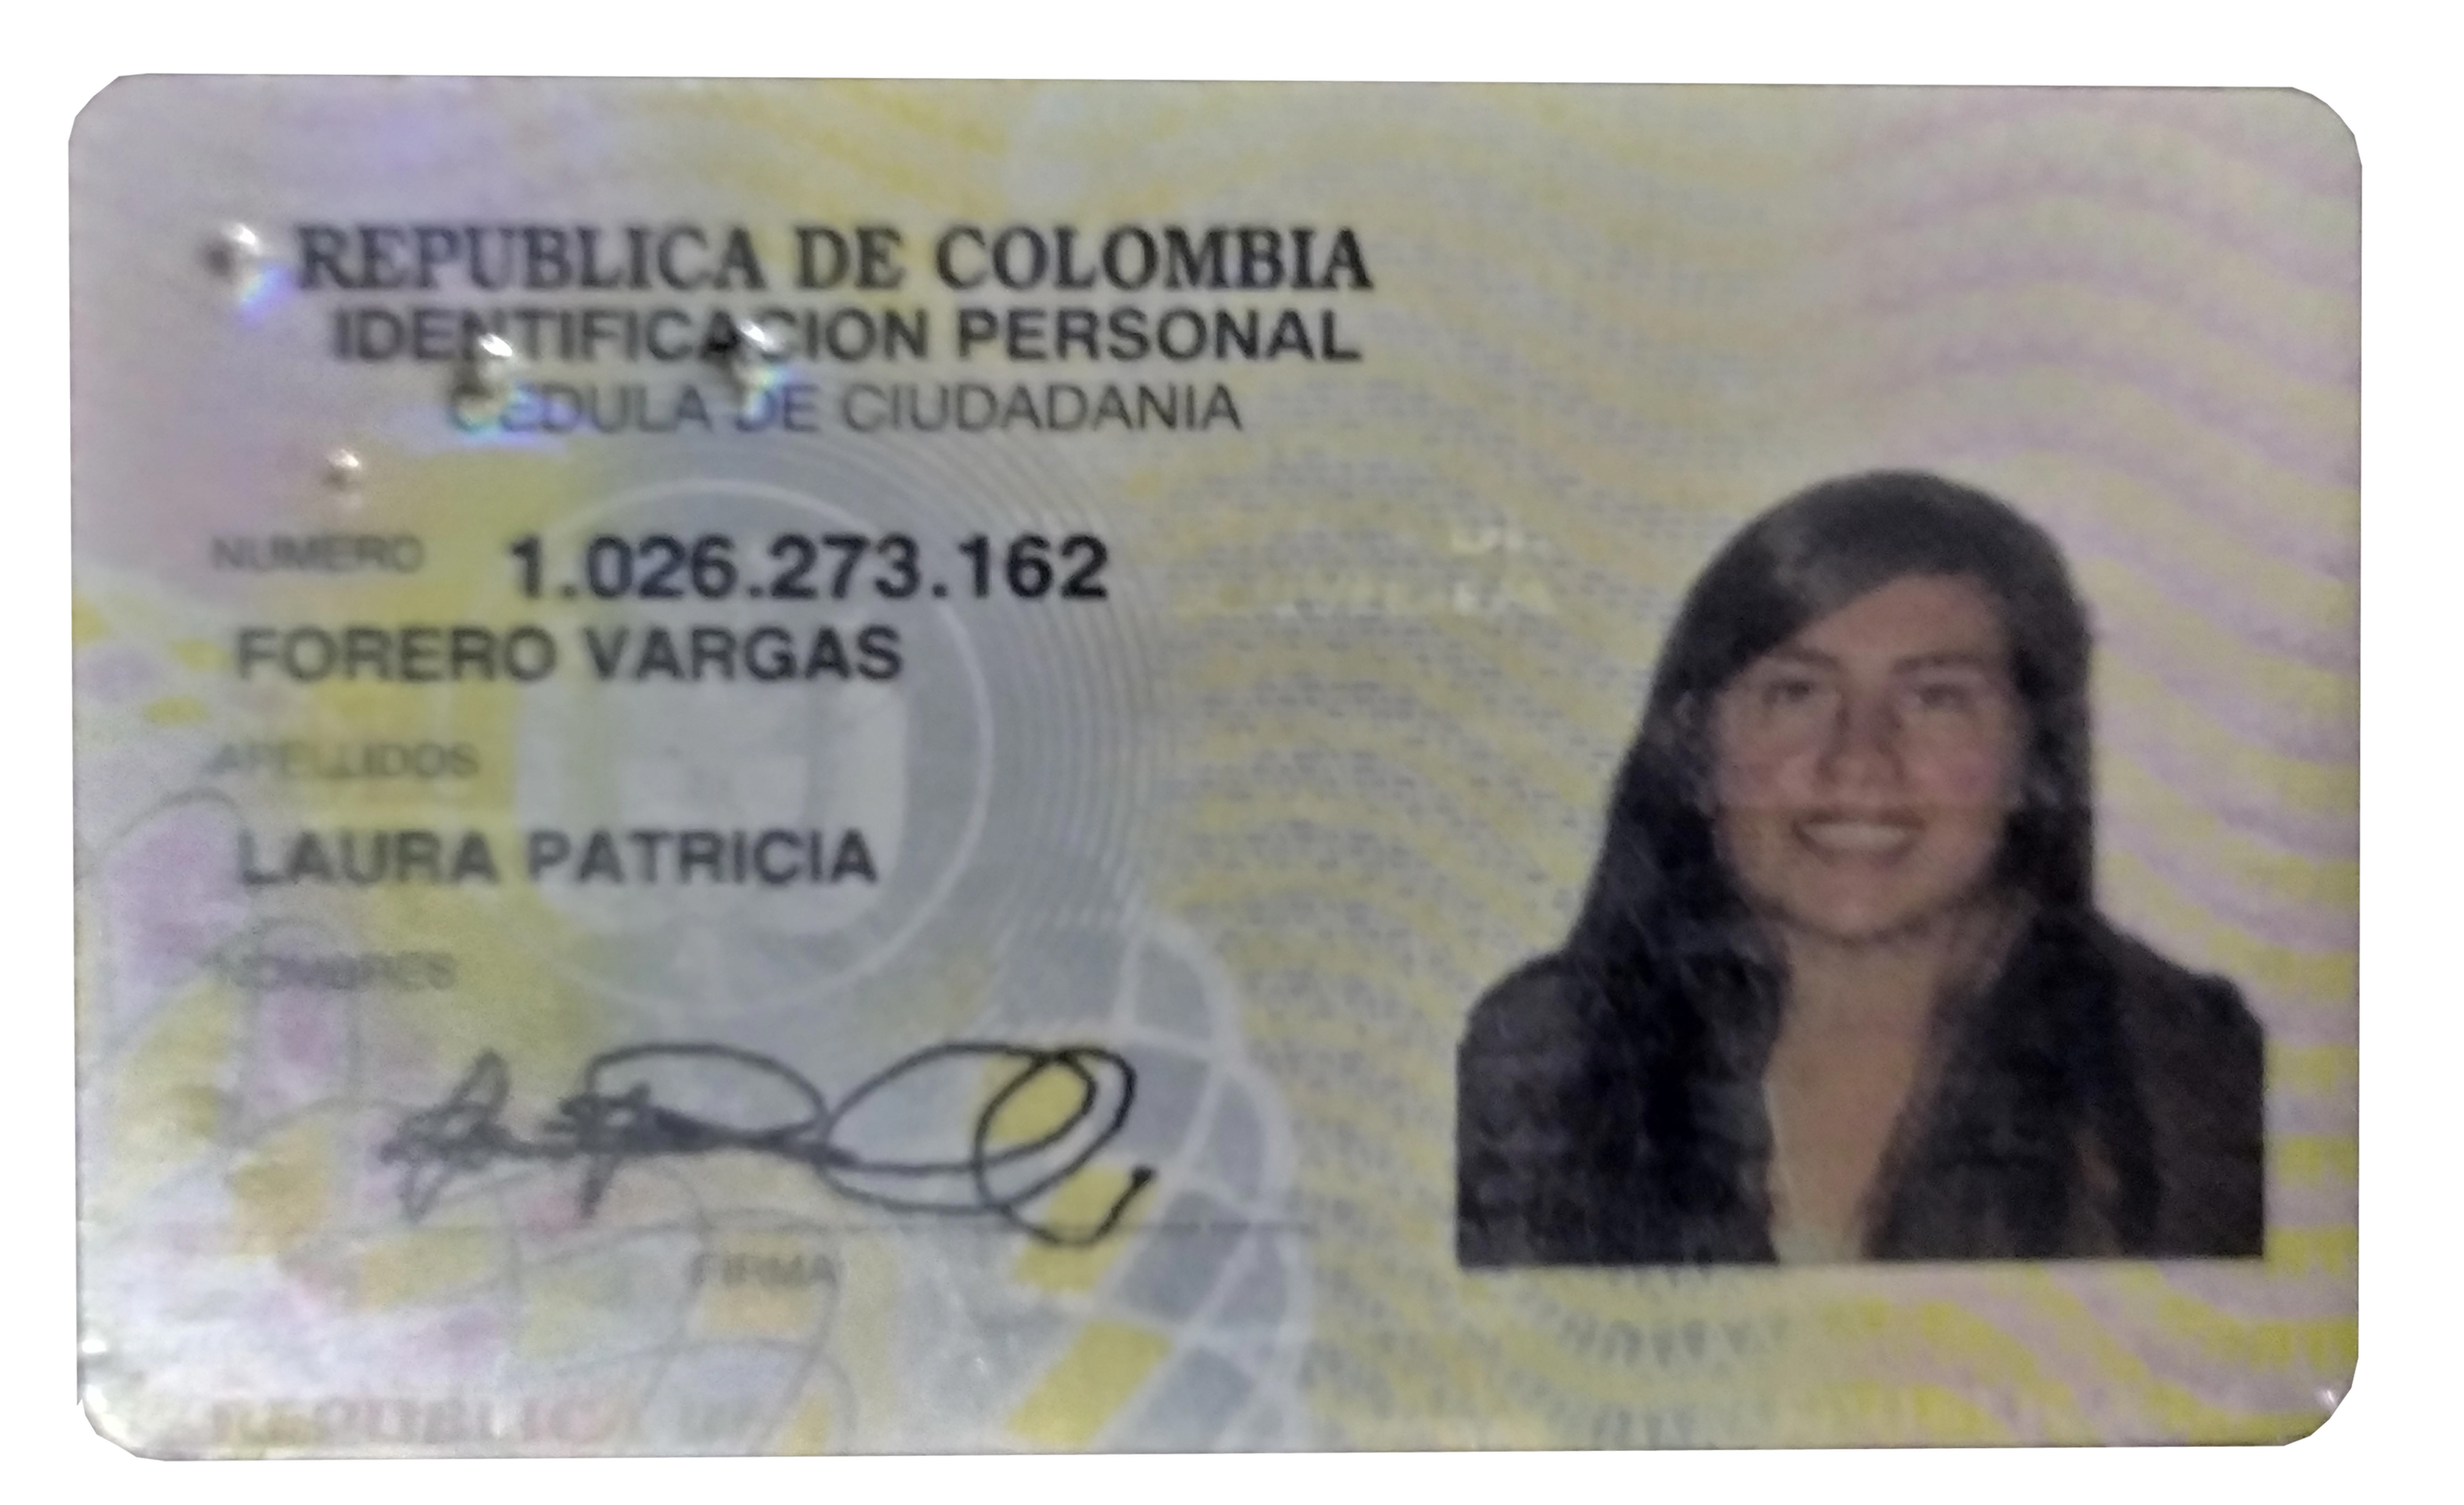 REPUBLICA DE COLOMBIA
IDENTIFICACION PERSONAL
CEDULA DE CIUDADANIA
NUMERO 1.026.273.162
FORERO VARGAS
APELLIDOS
LAURA PATRICIA
NOMBRES
FIRMA
REPUBLICA DE